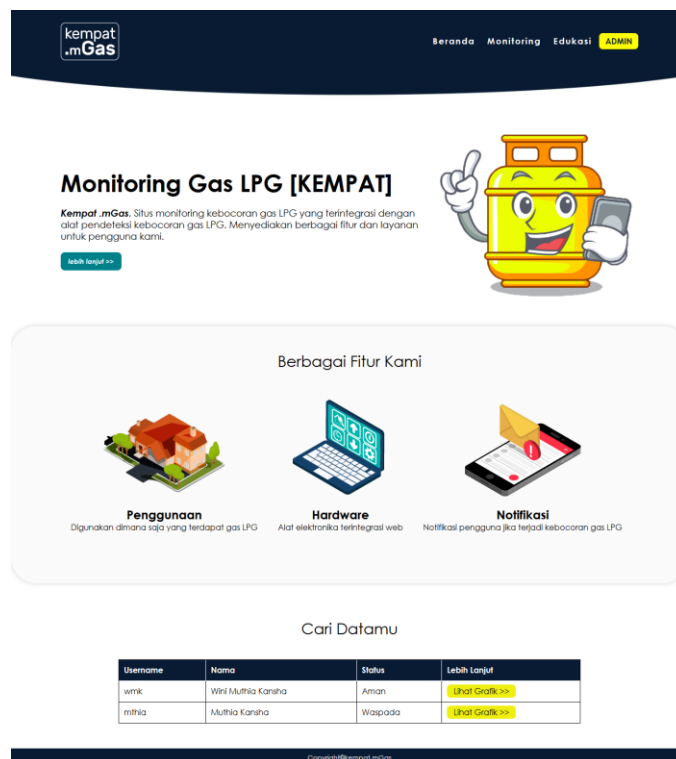 kempat
.mGas
Beranda Monitoring Edukasi ADMIN
Monitoring Gas LPG [KEMPAT]
Kempat .mGas. Situs monitoring kebocoran gas LPG yang terintegrasi dengan
alat pendeteksi kebocoran gas LPG. Menyediakan berbagai fitur dan layanan
untuk pengguna kami.
lebih lanjut >>
Berbagai Fitur Kami
Penggunaan
Digunakan dimana saja yang terdapat gas LPG
Hardware
Alat elektronika terintegrasi web
Notifikasi
Notifikasi pengguna jika terjadi kebocoran gas LPG
Cari Datamu
Username Nama Status Lebih Lanjut
wmk Wini Muthia Kansha Aman Lihat Grafik >>
mthia Muthia Kansha Waspada Lihat Grafik >>
Copyright@kempat.mGas